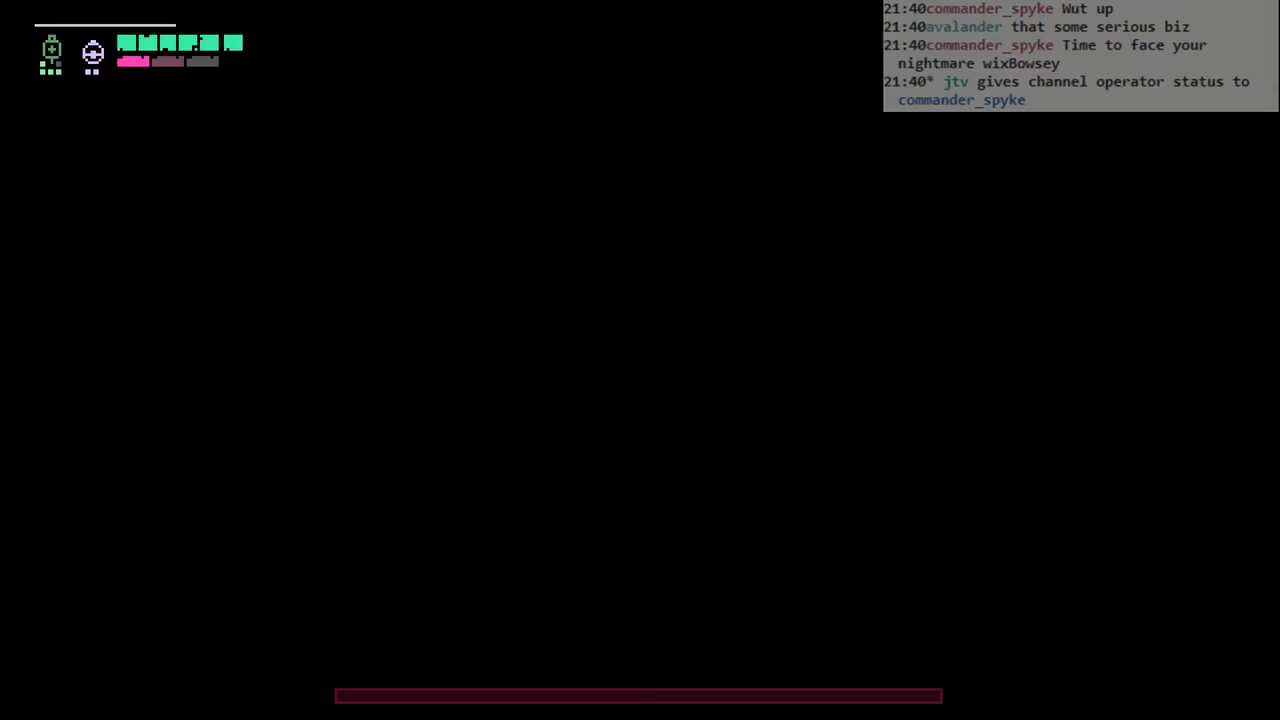 21:40commander_spyke Wut up
21:40avalander that some serious biz
21:40commander_spyke Time to face your
nightmare wixBowsey
21:40* jtv gives channel operator status to
commander_spyke